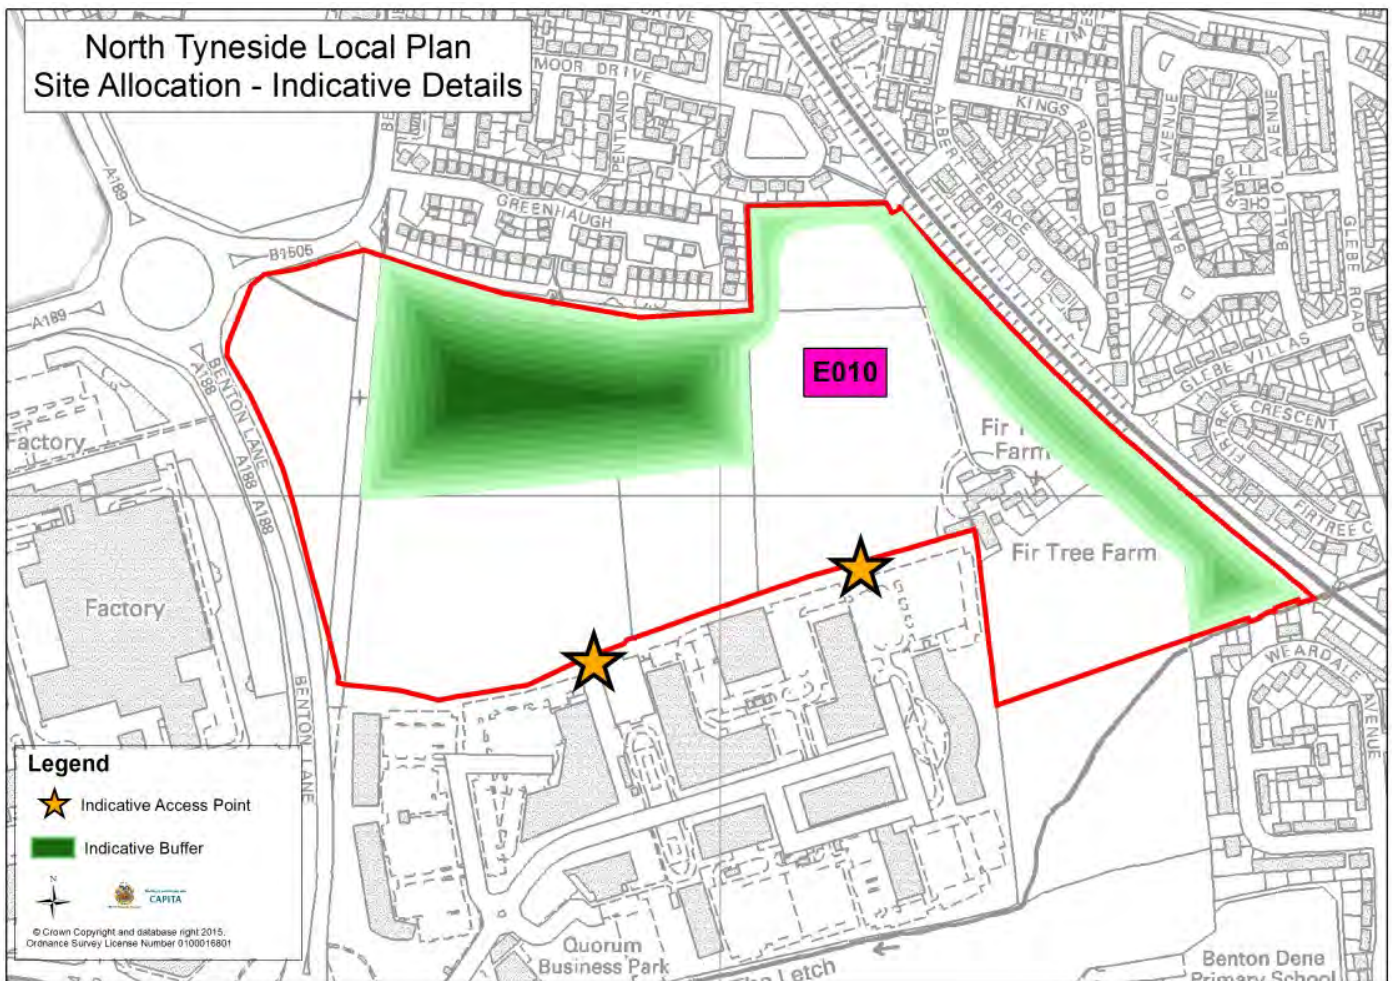 North Tyneside Local Plan
Site Allocation - Indicative Details
DRIVE
THE LIMES
MOOR DRIVE
PENTLAND
KINGS ROAD
ALBERT
TERRACE
BALLIOL AVENUE
BALLIOL AVENUE
GLEBE ROAD
A189
GREENHAUGH
B1505
A189
BENTON LANE
A188
A188
A188
E010
GLEBE VILLAS
FIRTREE CRESCENT
FIRTREE C
Factory
Fir T
Farm
Fir Tree Farm
Factory
WEARDALE AVENUE
BENTON LANE
Legend
Indicative Access Point
Indicative Buffer
N
CAPITA
© Crown Copyright and database right 2015.
Ordnance Survey License Number 0100016801
Quorum
Business Park
Letch
Benton Dene
Primary School